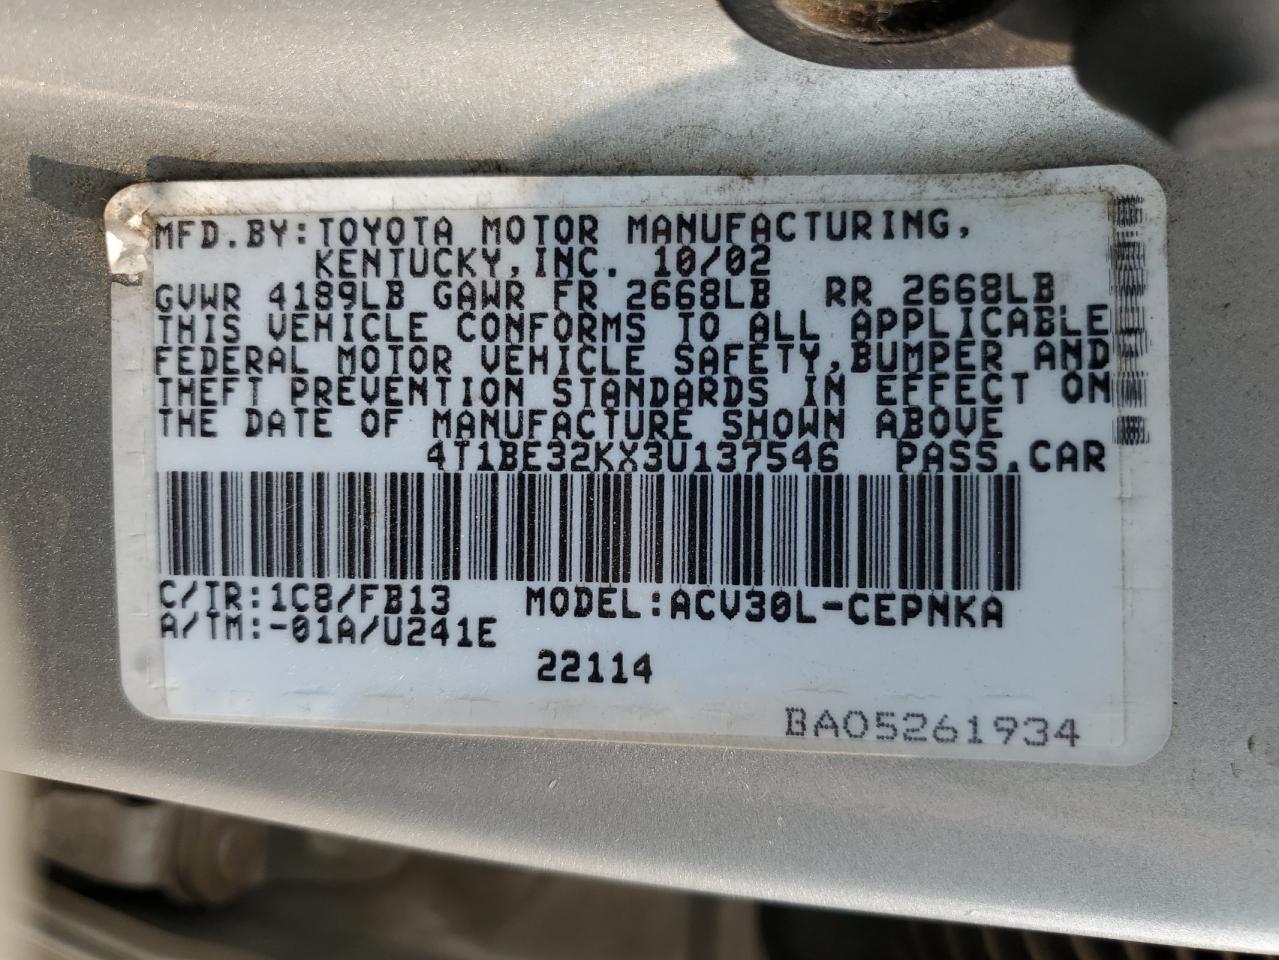 MFD.BY:TOYOTA MOTOR MANUFACTURING,
KENTUCKY,INC. 10/02
GVWR 4189LB GAWR FR 2668LB RR 2668LB
THIS VEHICLE CONFORMS TO ALL APPLICABLE
FEDERAL MOTOR VEHICLE SAFETY,BUMPER AND
THEFT PREVENTION STANDARDS IN EFFECT ON
THE DATE OF MANUFACTURE SHOWN ABOVE
4T1BE32KX3U137546 PASS.CAR
C/TR:1C8/FB13 MODEL:ACV30L-CEPNKA
A/TM:-01A/U241E
22114
BA05261934